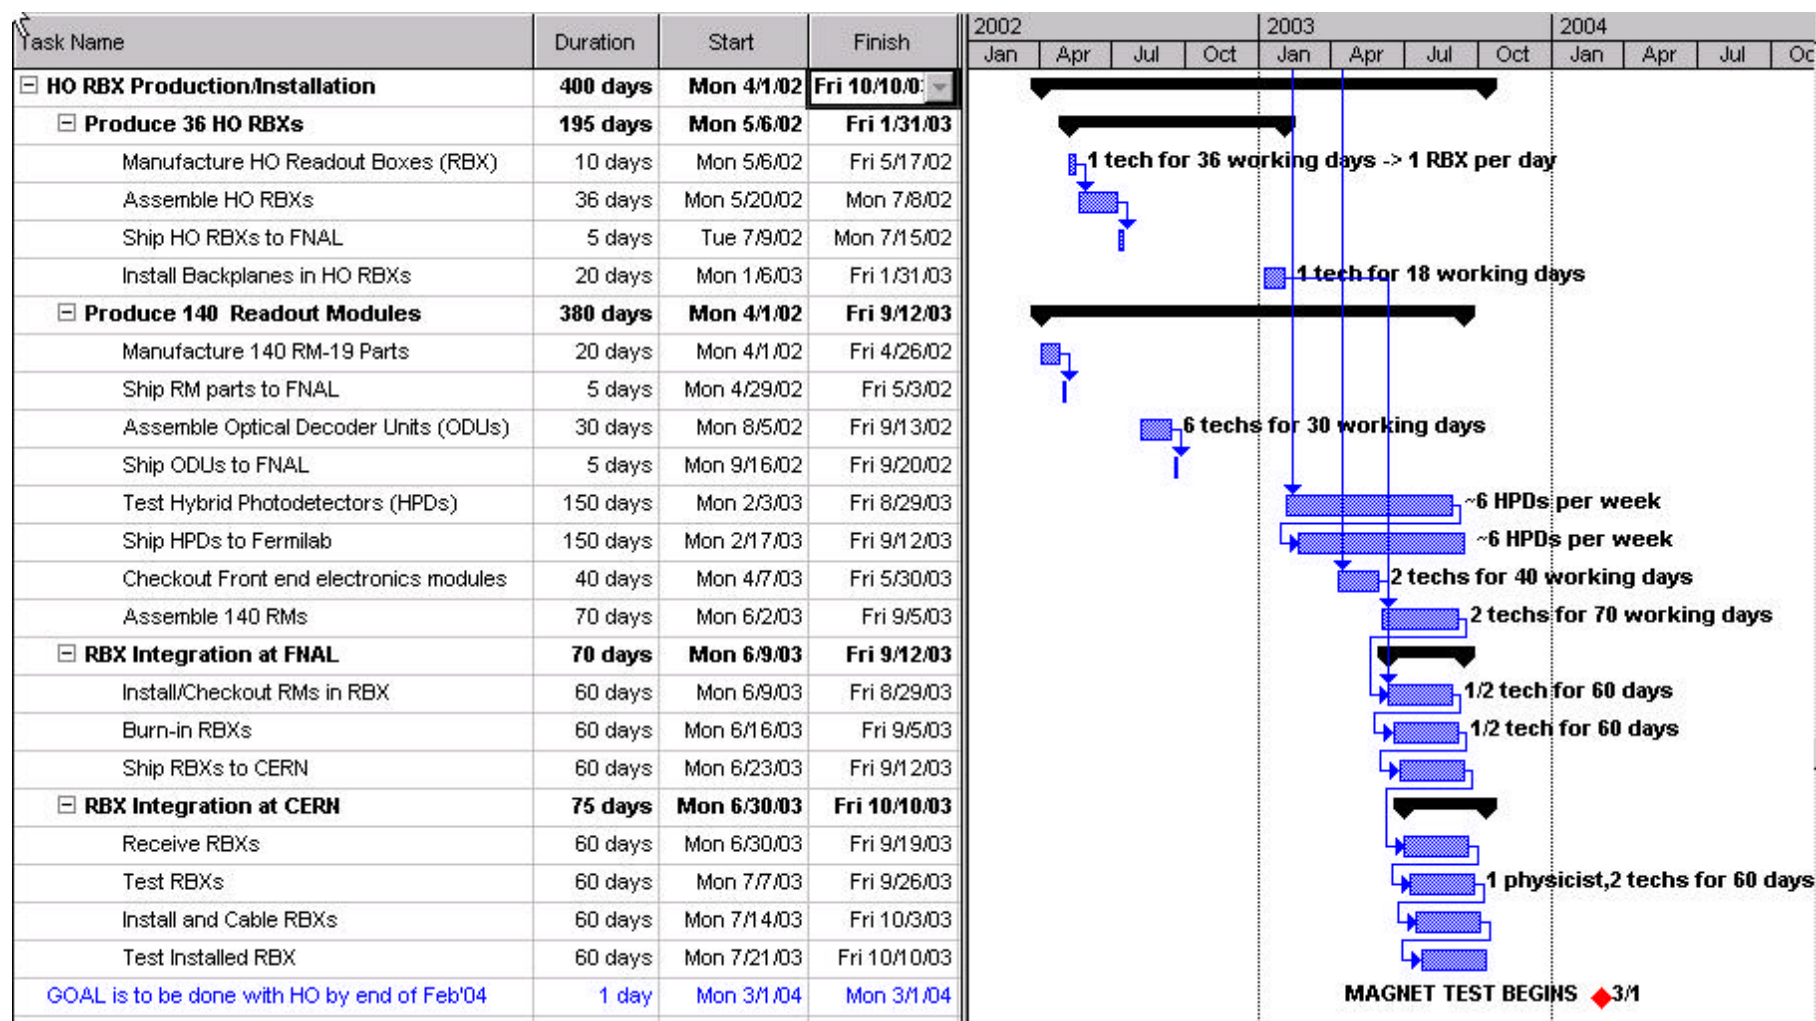 Task Name Duration Start Finish 2002 2003 2004
Jan Apr Jul Oct Jan Apr Jul Oct Jan Apr Jul Oc
HO RBX Production/Installation 400 days Mon 4/1/02 Fri 10/10/0
Produce 36 HO RBXs 195 days Mon 5/6/02 Fri 1/31/03
Manufacture HO Readout Boxes (RBX) 10 days Mon 5/6/02 Fri 5/17/02 1 tech for 36 working days -> 1 RBX per day
Assemble HO RBXs 36 days Mon 5/20/02 Mon 7/8/02
Ship HO RBXs to FNAL 5 days Tue 7/9/02 Mon 7/15/02
Install Backplanes in HO RBXs 20 days Mon 1/6/03 Fri 1/31/03 1 tech for 18 working days
Produce 140 Readout Modules 380 days Mon 4/1/02 Fri 9/12/03
Manufacture 140 RM-19 Parts 20 days Mon 4/1/02 Fri 4/26/02
Ship RM parts to FNAL 5 days Mon 4/29/02 Fri 5/3/02
Assemble Optical Decoder Units (ODUs) 30 days Mon 8/5/02 Fri 9/13/02 6 techs for 30 working days
Ship ODUs to FNAL 5 days Mon 9/16/02 Fri 9/20/02
Test Hybrid Photodetectors (HPDs) 150 days Mon 2/3/03 Fri 8/29/03 ~6 HPDs per week
Ship HPDs to Fermilab 150 days Mon 2/17/03 Fri 9/12/03 ~6 HPDs per week
Checkout Front end electronics modules 40 days Mon 4/7/03 Fri 5/30/03 2 techs for 40 working days
Assemble 140 RMs 70 days Mon 6/2/03 Fri 9/5/03 2 techs for 70 working days
RBX Integration at FNAL 70 days Mon 6/9/03 Fri 9/12/03
Install/Checkout RMs in RBX 60 days Mon 6/9/03 Fri 8/29/03 1/2 tech for 60 days
Burn-in RBXs 60 days Mon 6/16/03 Fri 9/5/03 1/2 tech for 60 days
Ship RBXs to CERN 60 days Mon 6/23/03 Fri 9/12/03
RBX Integration at CERN 75 days Mon 6/30/03 Fri 10/10/03
Receive RBXs 60 days Mon 6/30/03 Fri 9/19/03
Test RBXs 60 days Mon 7/7/03 Fri 9/26/03 1 physicist,2 techs for 60 days
Install and Cable RBXs 60 days Mon 7/14/03 Fri 10/3/03
Test Installed RBX 60 days Mon 7/21/03 Fri 10/10/03
GOAL is to be done with HO by end of Feb'04 1 day Mon 3/1/04 Mon 3/1/04 MAGNET TEST BEGINS 3/1